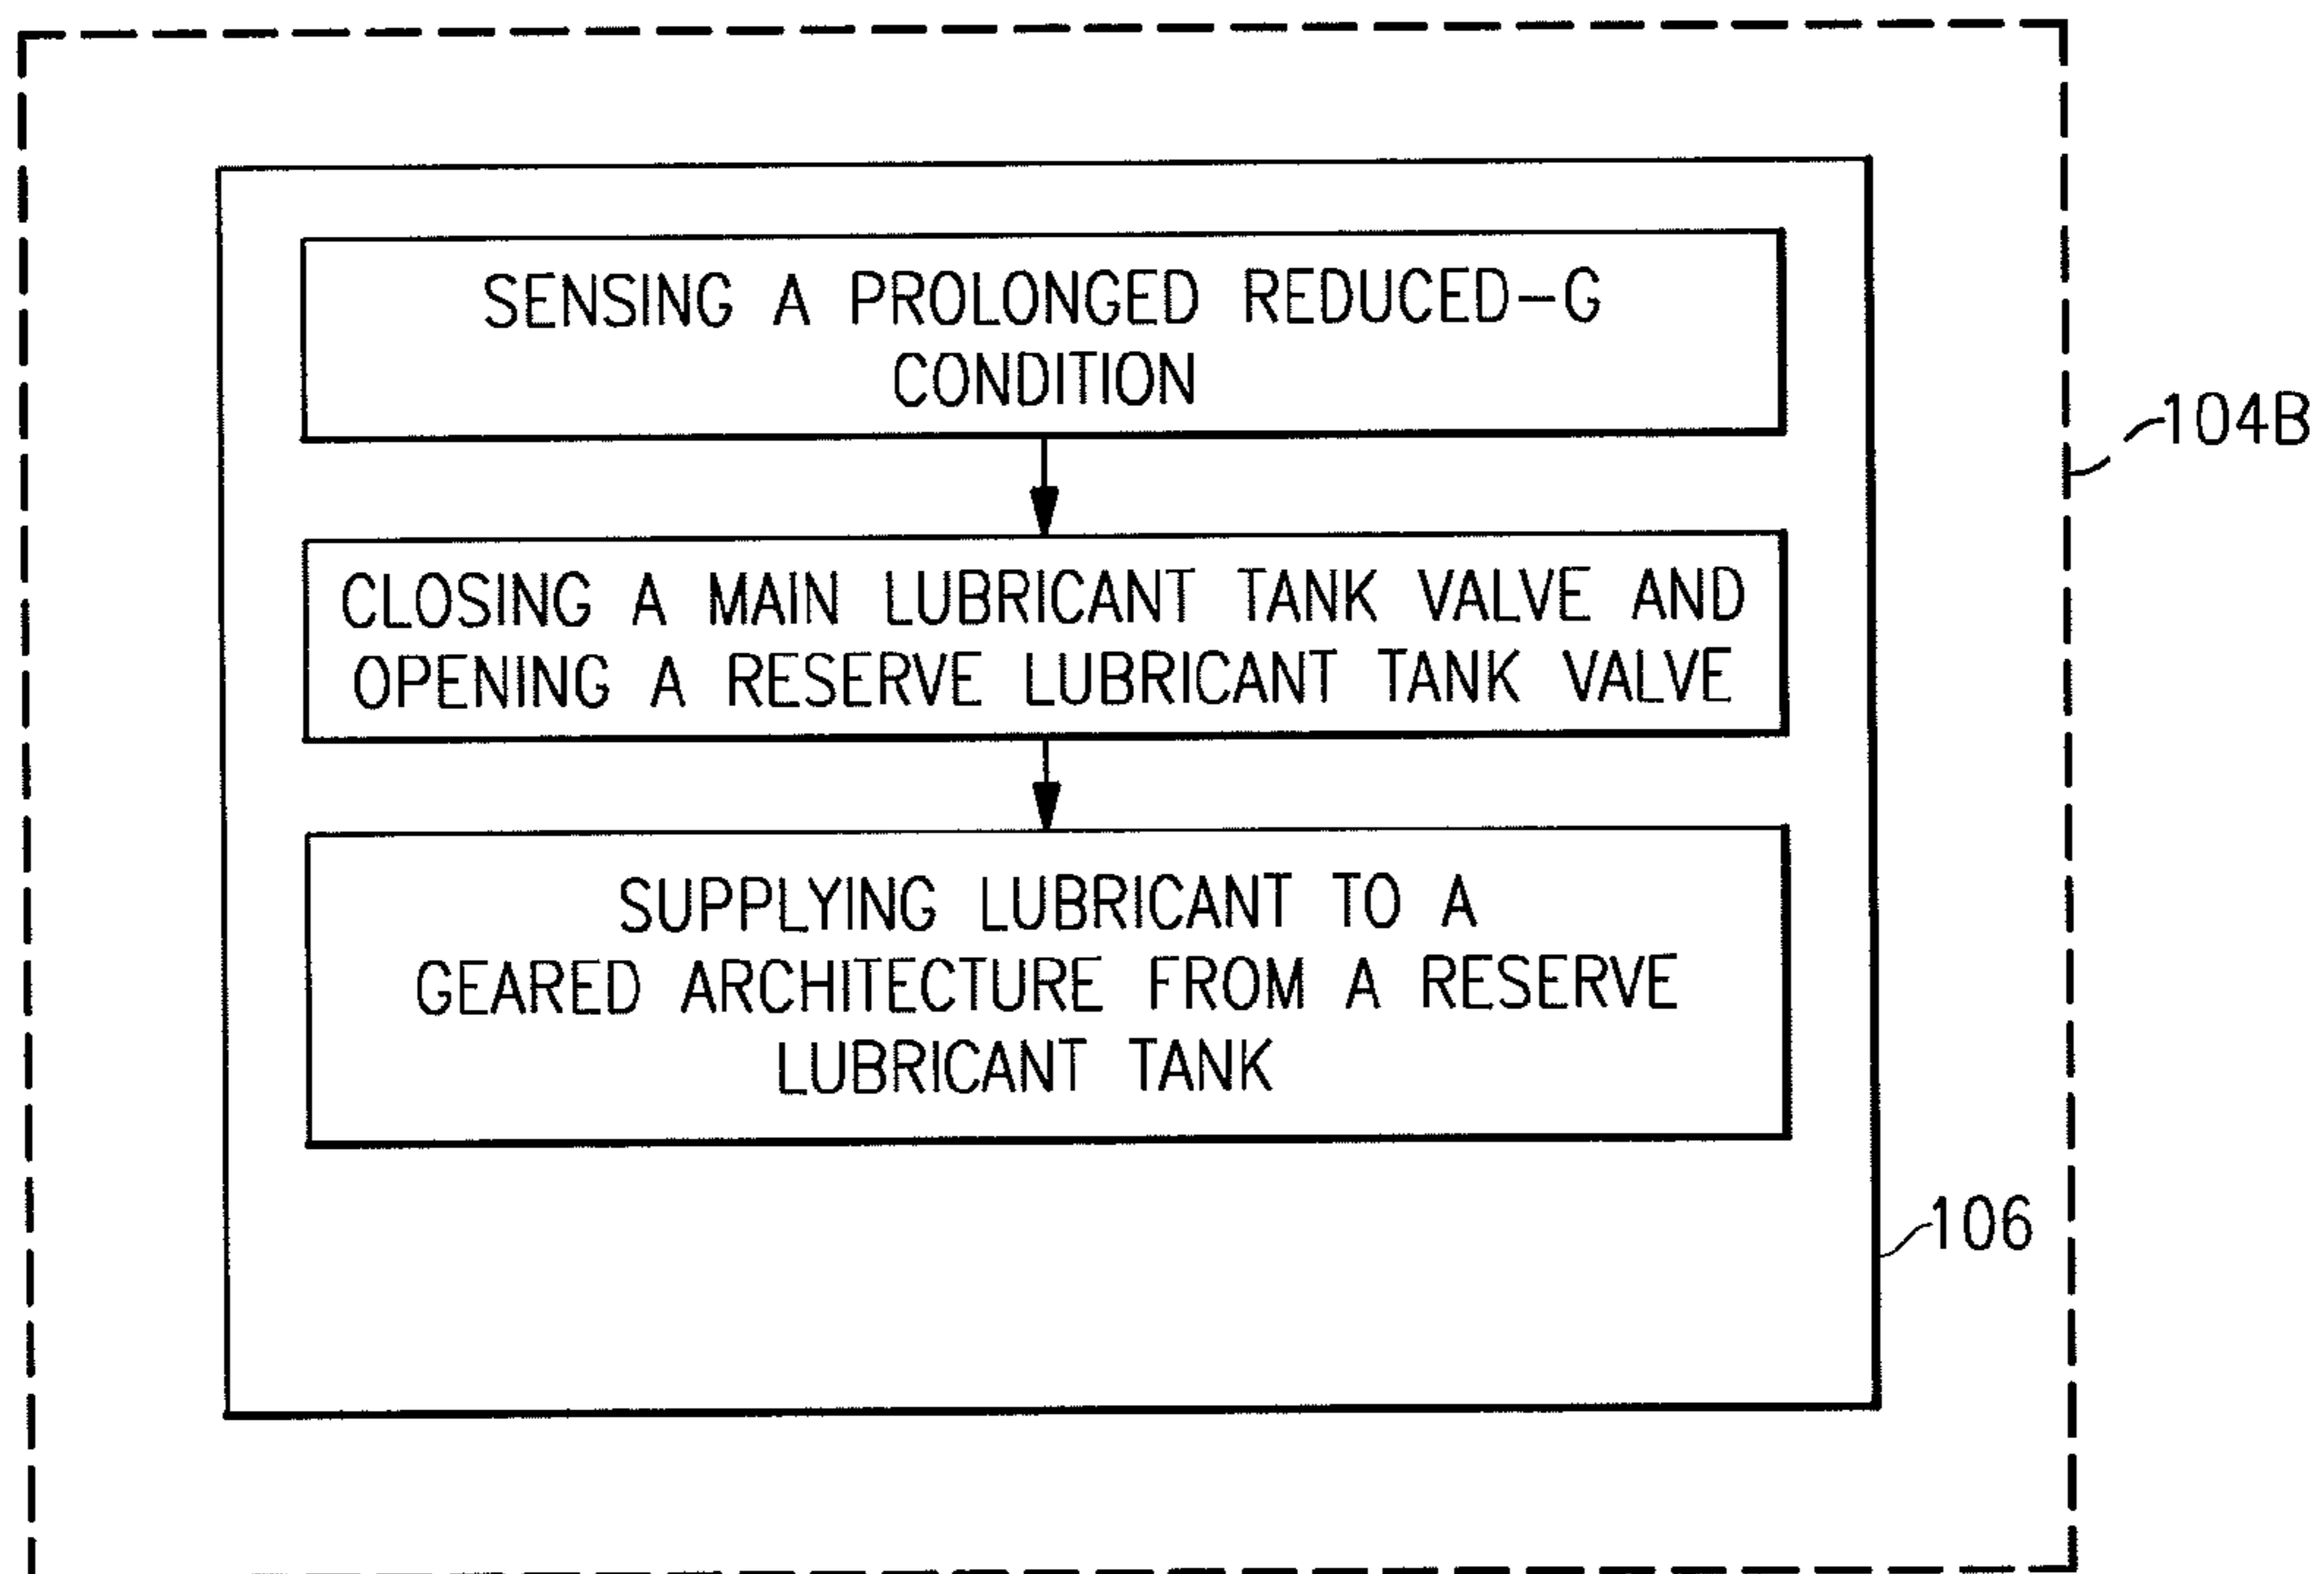 SENSING A PROLONGED REDUCED-G
CONDITION
CLOSING A MAIN LUBRICANT TANK VALVE AND
OPENING A RESERVE LUBRICANT TANK VALVE
SUPPLYING LUBRICANT TO A
GEARED ARCHITECTURE FROM A RESERVE
LUBRICANT TANK
104B
106